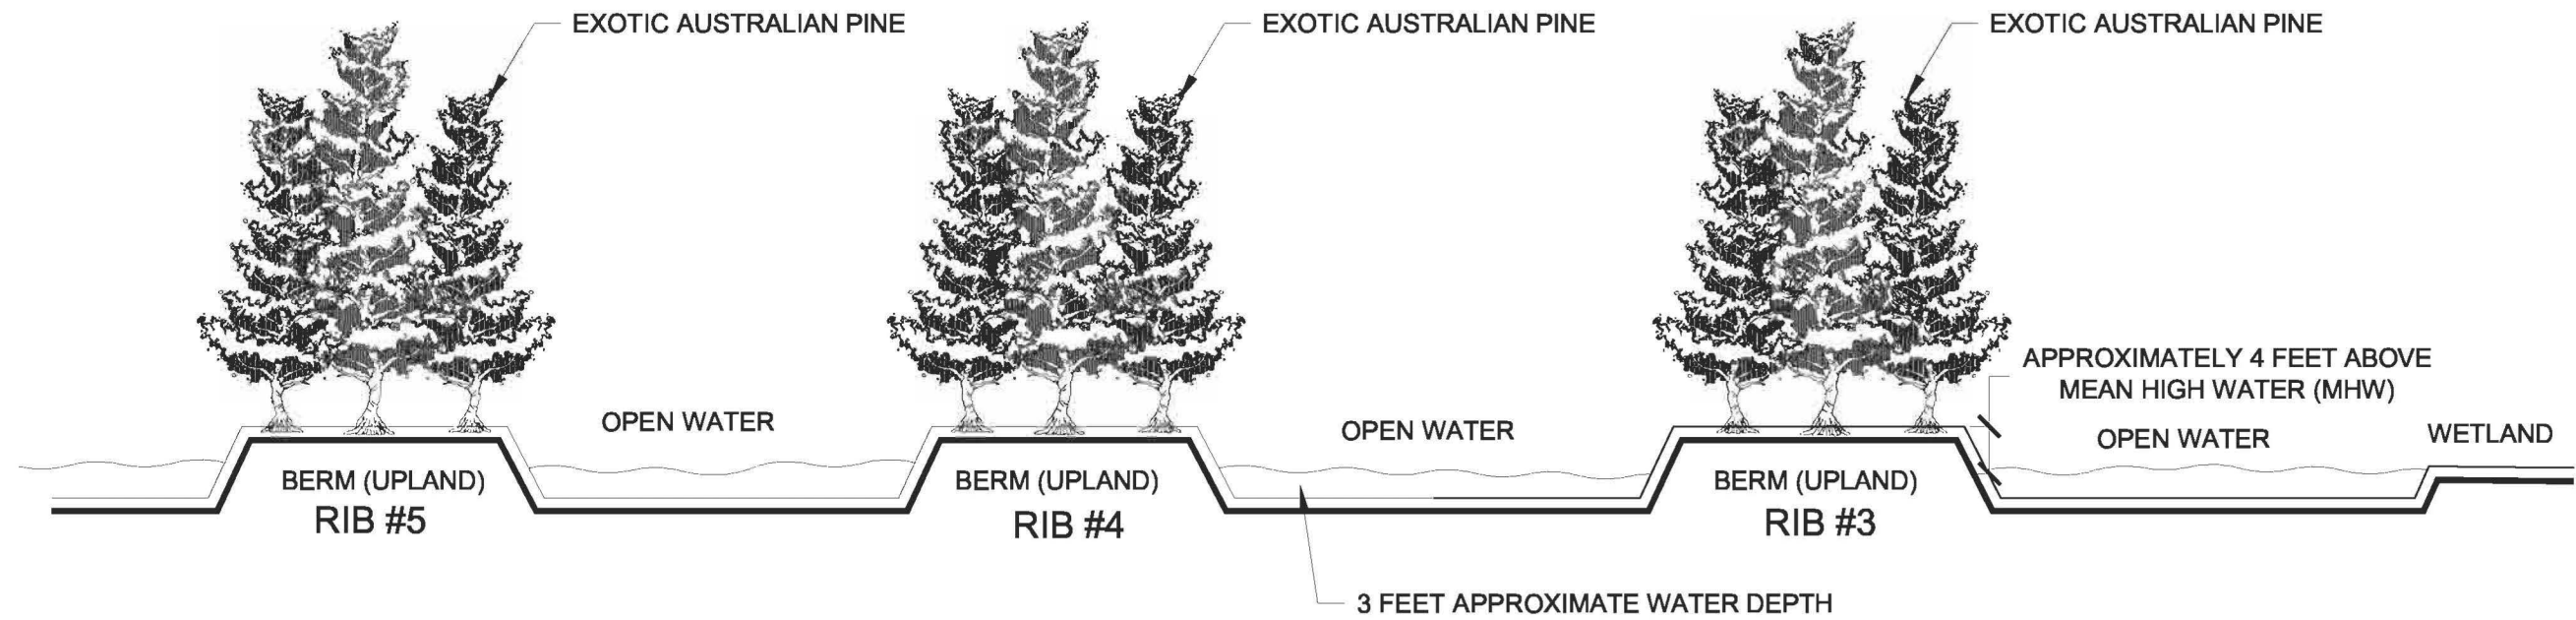 EXOTIC AUSTRALIAN PINE
EXOTIC AUSTRALIAN PINE
EXOTIC AUSTRALIAN PINE
APPROXIMATELY 4 FEET ABOVE
MEAN HIGH WATER (MHW)
OPEN WATER
OPEN WATER
OPEN WATER
WETLAND
BERM (UPLAND)
RIB #5
BERM (UPLAND)
RIB #4
BERM (UPLAND)
RIB #3
3 FEET APPROXIMATE WATER DEPTH